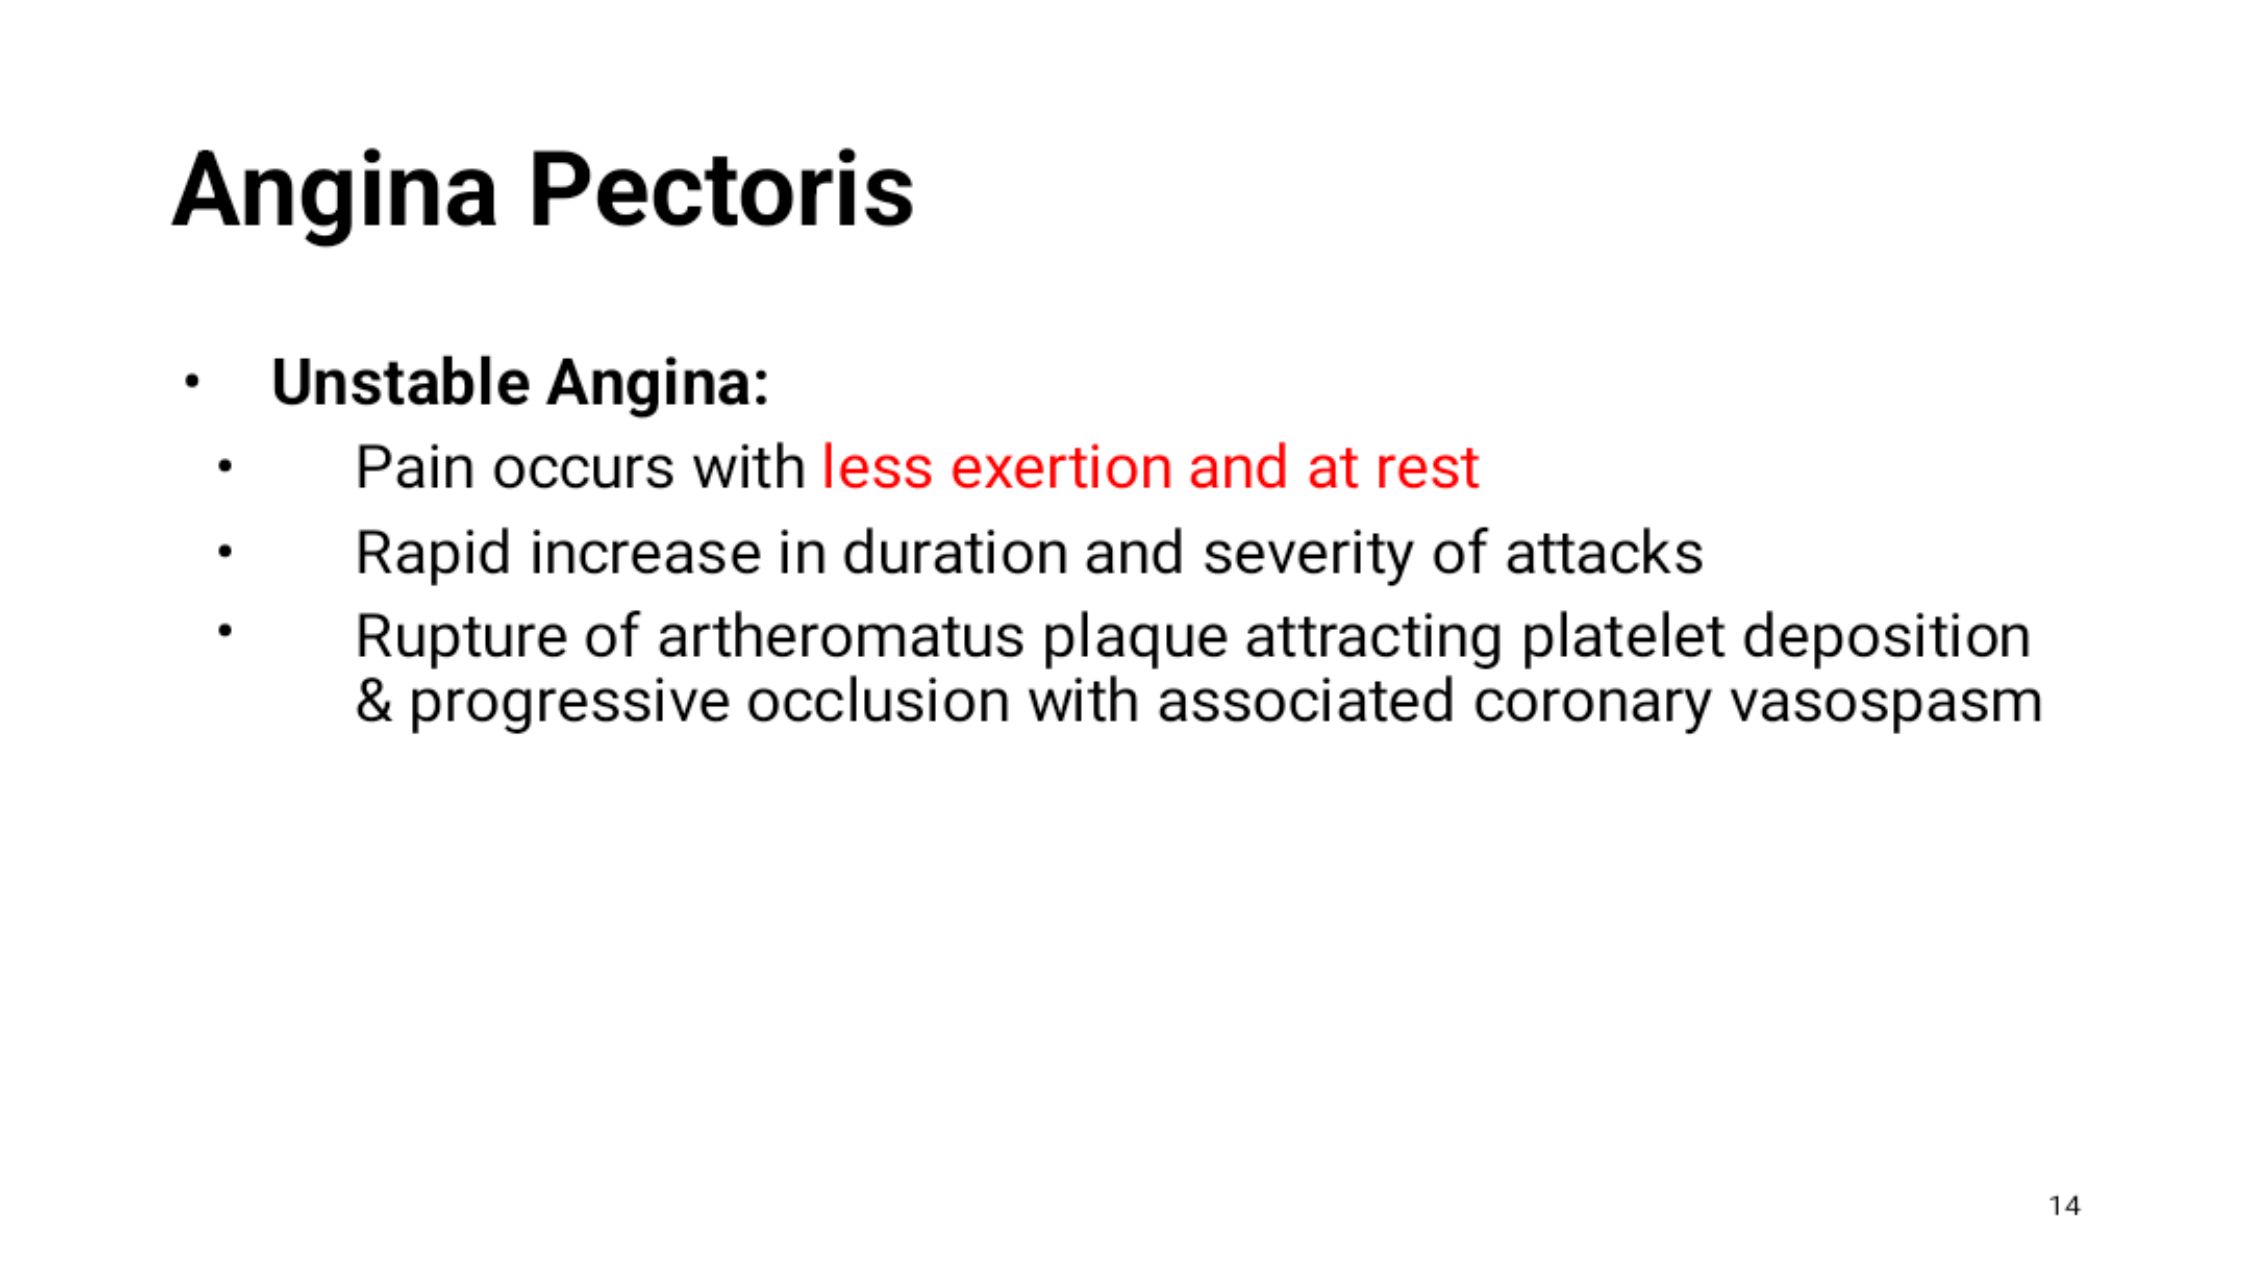 Angina Pectoris
• Unstable Angina:
• Pain occurs with less exertion and at rest
• Rapid increase in duration and severity of attacks
• Rupture of artheromatus plaque attracting platelet deposition
& progressive occlusion with associated coronary vasospasm
14